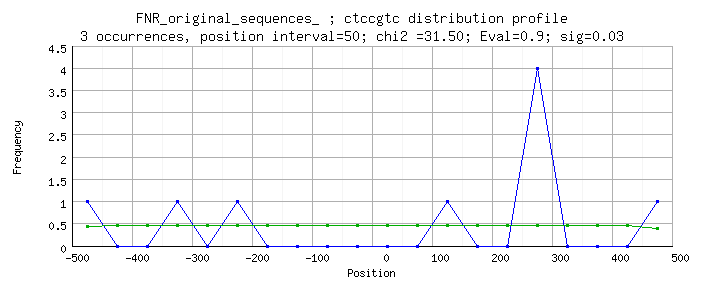 FNR_original_sequences_ ; ctccgtc distribution profile
3 occurrences, position interval=50; chi2 =31.50; Eval=0.9; sig=0.03
4.5
4
3.5
3
2.5
2
1.5
1
0.5
0
Frequency
-500 -400 -300 -200 -100 0 100 200 300 400 500
Position